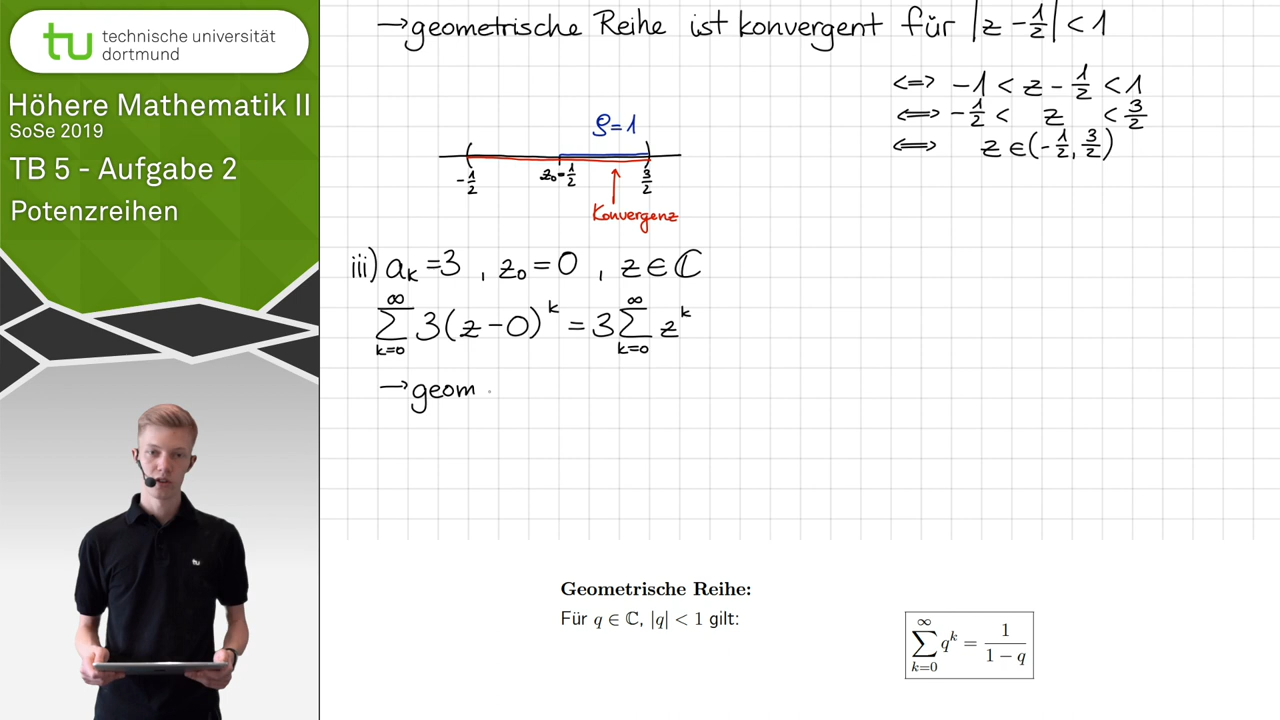 tu technische universität
dortmund
Höhere Mathematik II
SoSe 2019
TB 5 - Aufgabe 2
Potenzreihen
→ geometrische Reihe ist konvergent für |z - 1/2| < 1
<=> -1 < z - 1/2 < 1
<=> -1/2 < z < 3/2
<=> z ∈ (-1/2, 3/2)
ρ=1
-1/2 z₀=1/2 3/2
Konvergenz
iii) aₖ = 3 , z₀ = 0 , z ∈ ℂ
∑_{k=0}^{∞} 3(z-0)^k = 3 ∑_{k=0}^{∞} z^k
→ geom
Geometrische Reihe:
Für q ∈ ℂ, |q| < 1 gilt:
∑_{k=0}^{∞} q^k = 1/(1-q)
tu